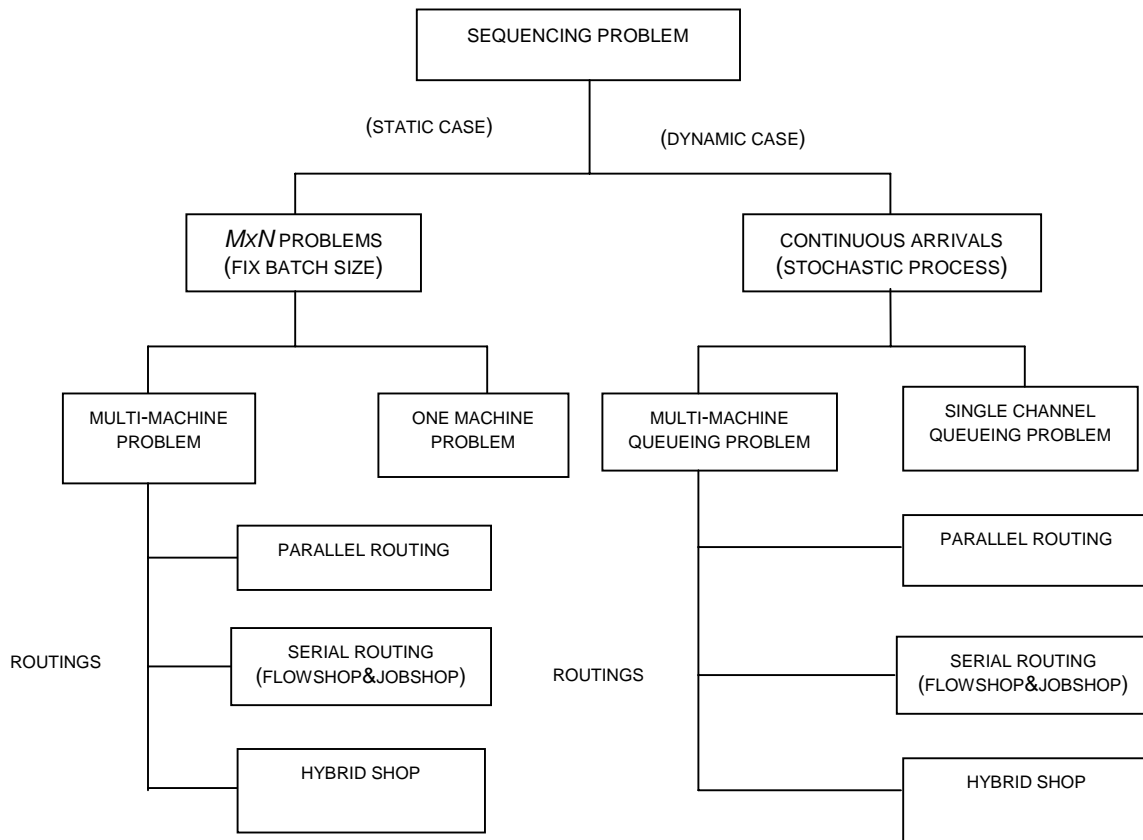 SEQUENCING PROBLEM
(STATIC CASE)
(DYNAMIC CASE)
MxN PROBLEMS
(FIX BATCH SIZE)
CONTINUOUS ARRIVALS
(STOCHASTIC PROCESS)
MULTI-MACHINE
PROBLEM
ONE MACHINE
PROBLEM
MULTI-MACHINE
QUEUEING PROBLEM
SINGLE CHANNEL
QUEUEING PROBLEM
PARALLEL ROUTING
PARALLEL ROUTING
ROUTINGS
SERIAL ROUTING
(FLOWSHOP&JOBSHOP)
ROUTINGS
SERIAL ROUTING
(FLOWSHOP&JOBSHOP)
HYBRID SHOP
HYBRID SHOP